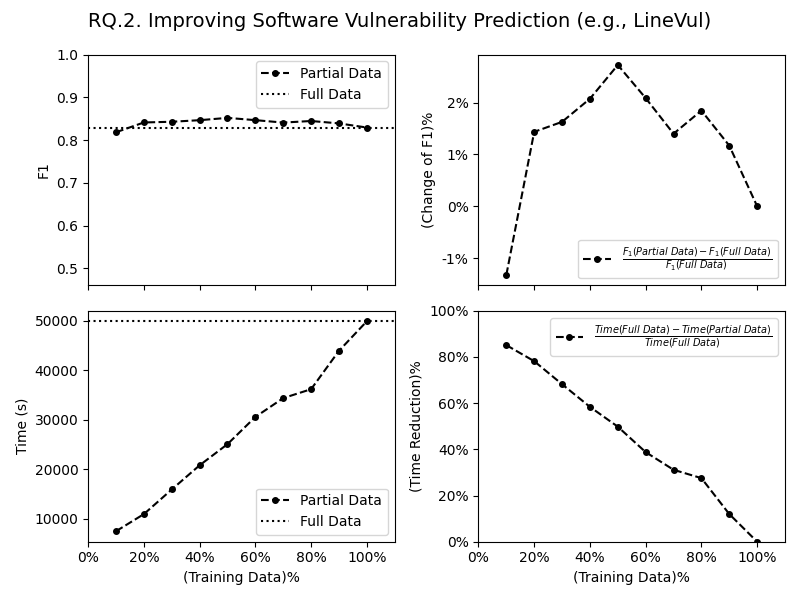 RQ.2. Improving Software Vulnerability Prediction (e.g., LineVul)
1.0
0.9
0.8
0.7
0.6
0.5
F1
Partial Data
Full Data
2%
1%
0%
-1%
(Change of F1)%
F1(Partial Data) − F1(Full Data)
F1(Full Data)
50000
40000
30000
20000
10000
Time (s)
Partial Data
Full Data
0% 20% 40% 60% 80% 100%
(Training Data)%
100%
80%
60%
40%
20%
0%
(Time Reduction)%
Time(Full Data) − Time(Partial Data)
Time(Full Data)
0% 20% 40% 60% 80% 100%
(Training Data)%